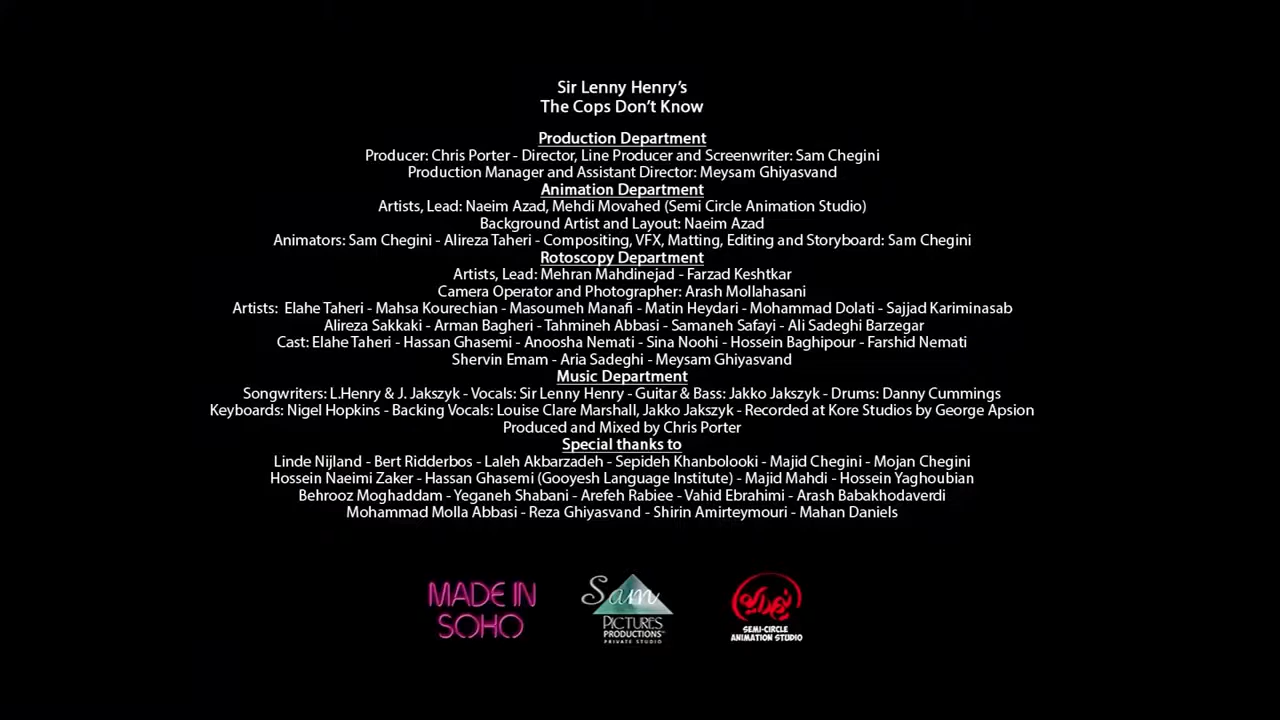 Sir Lenny Henry's
The Cops Don't Know
Production Department
Producer: Chris Porter - Director, Line Producer and Screenwriter: Sam Chegini
Production Manager and Assistant Director: Meysam Ghiyasvand
Animation Department
Artists, Lead: Naeim Azad, Mehdi Movahed (Semi Circle Animation Studio)
Background Artist and Layout: Naeim Azad
Animators: Sam Chegini - Alireza Taheri - Compositing, VFX, Matting, Editing and Storyboard: Sam Chegini
Rotoscopy Department
Artists, Lead: Mehran Mahdinejad - Farzad Keshtkar
Camera Operator and Photographer: Arash Mollahasani
Artists:  Elahe Taheri - Mahsa Kourechian - Masoumeh Manafi - Matin Heydari - Mohammad Dolati - Sajjad Kariminasab
Alireza Sakkaki - Arman Bagheri - Tahmineh Abbasi - Samaneh Safayi - Ali Sadeghi Barzegar
Cast: Elahe Taheri - Hassan Ghasemi - Anoosha Nemati - Sina Noohi - Hossein Baghipour - Farshid Nemati
Shervin Emam - Aria Sadeghi - Meysam Ghiyasvand
Music Department
Songwriters: L.Henry & J. Jakszyk - Vocals: Sir Lenny Henry - Guitar & Bass: Jakko Jakszyk - Drums: Danny Cummings
Keyboards: Nigel Hopkins - Backing Vocals: Louise Clare Marshall, Jakko Jakszyk - Recorded at Kore Studios by George Apsion
Produced and Mixed by Chris Porter
Special thanks to
Linde Nijland - Bert Ridderbos - Laleh Akbarzadeh - Sepideh Khanbolooki - Majid Chegini - Mojan Chegini
Hossein Naeimi Zaker - Hassan Ghasemi (Gooyesh Language Institute) - Majid Mahdi - Hossein Yaghoubian
Behrooz Moghaddam - Yeganeh Shabani - Arefeh Rabiee - Vahid Ebrahimi - Arash Babakhodaverdi
Mohammad Molla Abbasi - Reza Ghiyasvand - Shirin Amirteymouri - Mahan Daniels
MADE IN
SOHO
Sam
PICTURES
PRODUCTIONS
PRIVATE STUDIO
SEMI-CIRCLE
ANIMATION STUDIO